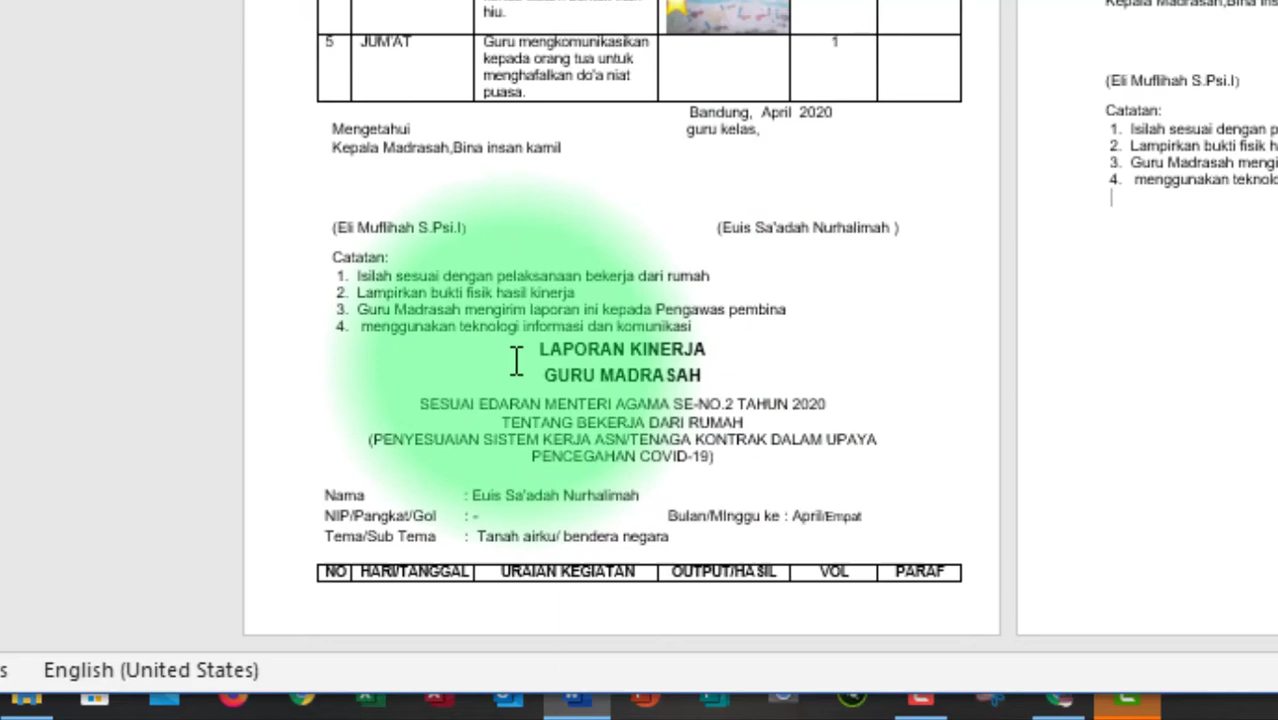 hiu.
5 JUM'AT Guru mengkomunikasikan 1
kepada orang tua untuk
menghafalkan do'a niat
puasa.
Bandung, April 2020
Mengetahui guru kelas,
Kepala Madrasah,Bina insan kamil
(Eli Muflihah S.Psi.I) (Euis Sa'adah Nurhalimah )
Catatan:
1. Isilah sesuai dengan pelaksanaan bekerja dari rumah
2. Lampirkan bukti fisik hasil kinerja
3. Guru Madrasah mengirim laporan ini kepada Pengawas pembina
4. menggunakan teknologi informasi dan komunikasi
LAPORAN KINERJA
GURU MADRASAH
SESUAI EDARAN MENTERI AGAMA SE-NO.2 TAHUN 2020
TENTANG BEKERJA DARI RUMAH
(PENYESUAIAN SISTEM KERJA ASN/TENAGA KONTRAK DALAM UPAYA
PENCEGAHAN COVID-19)
Nama : Euis Sa'adah Nurhalimah
NIP/Pangkat/Gol : - Bulan/MInggu ke : April/Empat
Tema/Sub Tema : Tanah airku/ bendera negara
NO HARI/TANGGAL URAIAN KEGIATAN OUTPUT/HASIL VOL PARAF
(Eli Muflihah S.Psi.I)
Catatan:
1. Isilah sesuai dengan p
2. Lampirkan bukti fisik h
3. Guru Madrasah mengi
4. menggunakan teknolo
English (United States)